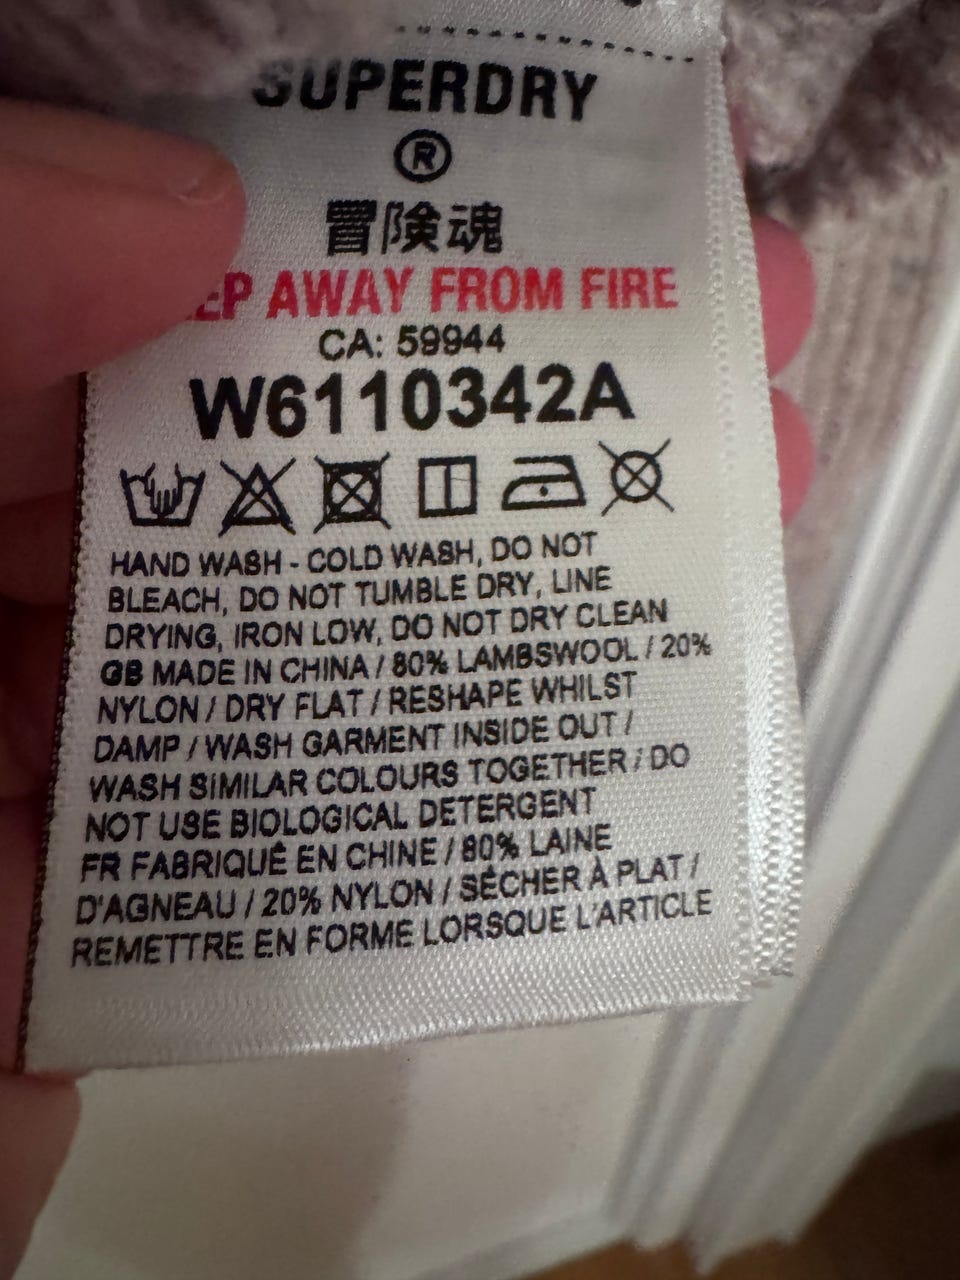 SUPERDRY
®
冒険魂
AWAY FROM FIRE
CA: 59944
W6110342A
HAND WASH - COLD WASH, DO NOT
BLEACH, DO NOT TUMBLE DRY, LINE
DRYING, IRON LOW, DO NOT DRY CLEAN
GB MADE IN CHINA / 80% LAMBSWOOL / 20%
NYLON / DRY FLAT / RESHAPE WHILST
DAMP / WASH GARMENT INSIDE OUT /
WASH SIMILAR COLOURS TOGETHER / DO
NOT USE BIOLOGICAL DETERGENT
FR FABRIQUÉ EN CHINE / 80% LAINE
D'AGNEAU / 20% NYLON / SÉCHER À PLAT /
REMETTRE EN FORME LORSQUE L'ARTICLE